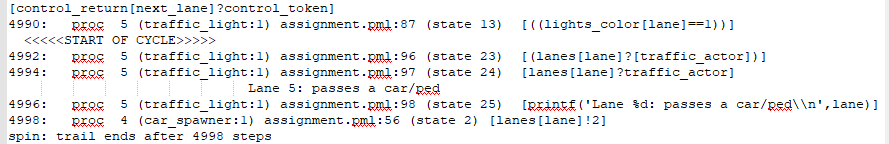 [control_return[next_lane]?control_token]
4990: proc 5 (traffic_light:1) assignment.pml:87 (state 13) [((lights_color[lane]==1))]
<<<<<START OF CYCLE>>>>>
4992: proc 5 (traffic_light:1) assignment.pml:96 (state 23) [(lanes[lane]?[traffic_actor])]
4994: proc 5 (traffic_light:1) assignment.pml:97 (state 24) [lanes[lane]?traffic_actor]
Lane 5: passes a car/ped
4996: proc 5 (traffic_light:1) assignment.pml:98 (state 25) [printf('Lane %d: passes a car/ped\\n',lane)]
4998: proc 4 (car_spawner:1) assignment.pml:56 (state 2) [lanes[lane]!2]
spin: trail ends after 4998 steps